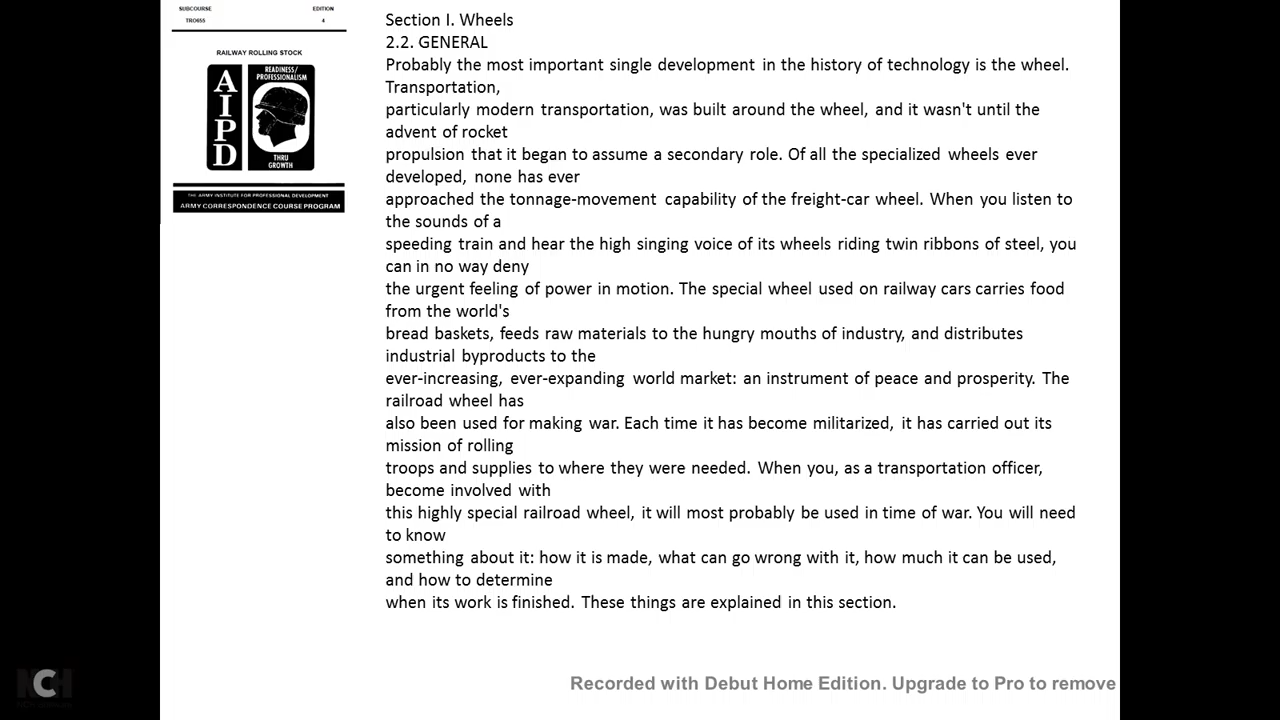 SUBCOURSE EDITION
TRO655 4
RAILWAY ROLLING STOCK
AIPD
READINESS/
PROFESSIONALISM
THRU
GROWTH
THE ARMY INSTITUTE FOR PROFESSIONAL DEVELOPMENT
ARMY CORRESPONDENCE COURSE PROGRAM
Section I. Wheels
2.2. GENERAL
Probably the most important single development in the history of technology is the wheel.
Transportation,
particularly modern transportation, was built around the wheel, and it wasn't until the
advent of rocket
propulsion that it began to assume a secondary role. Of all the specialized wheels ever
developed, none has ever
approached the tonnage-movement capability of the freight-car wheel. When you listen to
the sounds of a
speeding train and hear the high singing voice of its wheels riding twin ribbons of steel, you
can in no way deny
the urgent feeling of power in motion. The special wheel used on railway cars carries food
from the world's
bread baskets, feeds raw materials to the hungry mouths of industry, and distributes
industrial byproducts to the
ever-increasing, ever-expanding world market: an instrument of peace and prosperity. The
railroad wheel has
also been used for making war. Each time it has become militarized, it has carried out its
mission of rolling
troops and supplies to where they were needed. When you, as a transportation officer,
become involved with
this highly special railroad wheel, it will most probably be used in time of war. You will need
to know
something about it: how it is made, what can go wrong with it, how much it can be used,
and how to determine
when its work is finished. These things are explained in this section.
Recorded with Debut Home Edition. Upgrade to Pro to remove